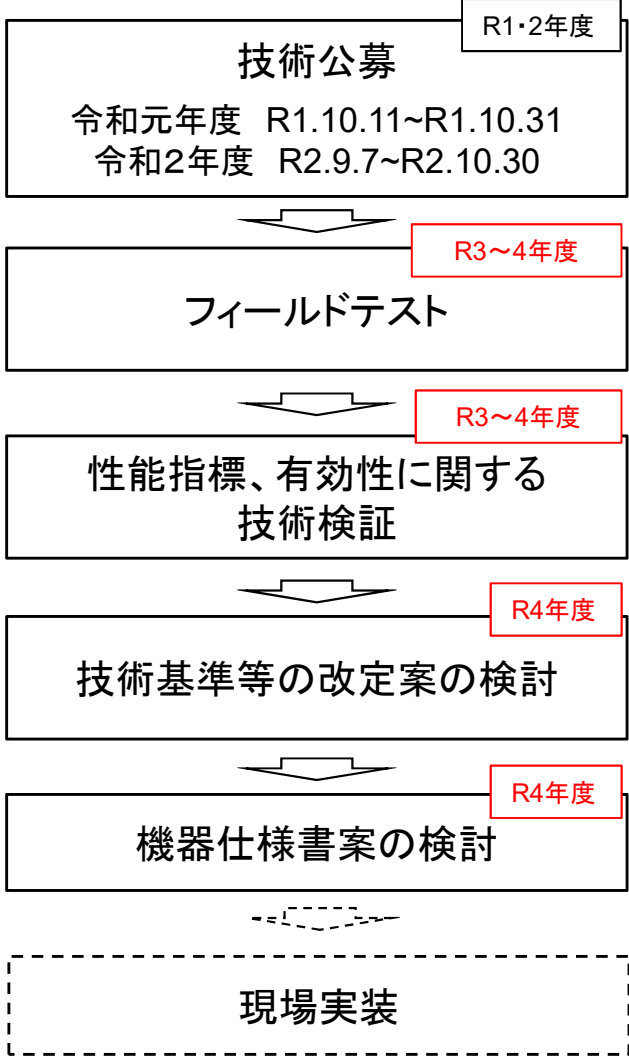 R1・2年度
技術公募
令和元年度 R1.10.11~R1.10.31
令和２年度 R2.9.7~R2.10.30
R3～4年度
フィールドテスト
R3～4年度
性能指標、有効性に関する
技術検証
R4年度
技術基準等の改定案の検討
R4年度
機器仕様書案の検討
現場実装